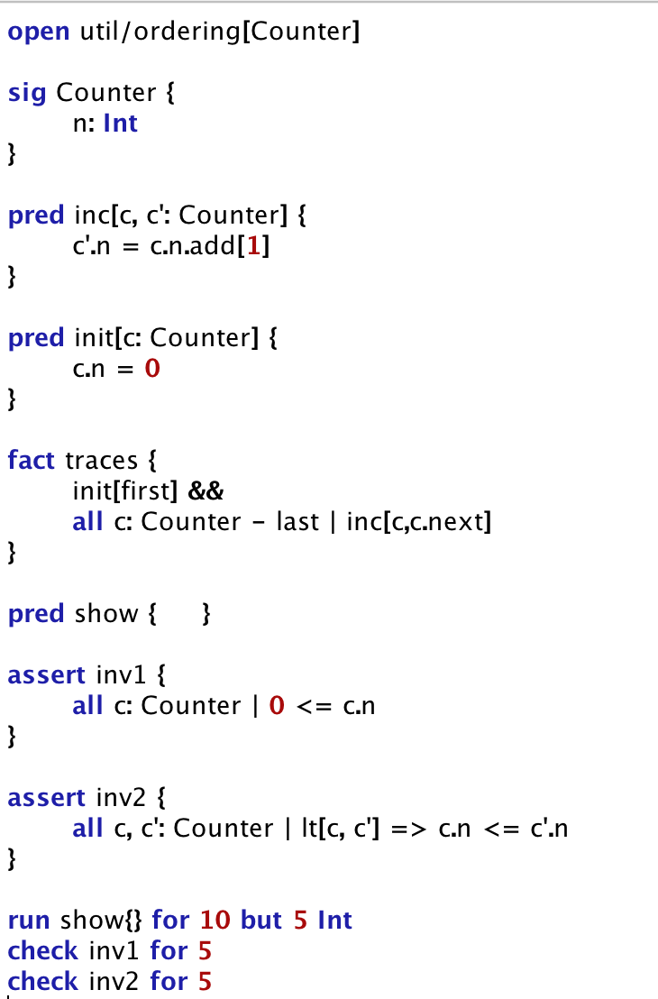 open util/ordering[Counter]
sig Counter {
n: Int
}
pred inc[c, c': Counter] {
c'.n = c.n.add[1]
}
pred init[c: Counter] {
c.n = 0
}
fact traces {
init[first] &&
all c: Counter - last | inc[c,c.next]
}
pred show { }
assert inv1 {
all c: Counter | 0 <= c.n
}
assert inv2 {
all c, c': Counter | lt[c, c'] => c.n <= c'.n
}
run show{} for 10 but 5 Int
check inv1 for 5
check inv2 for 5